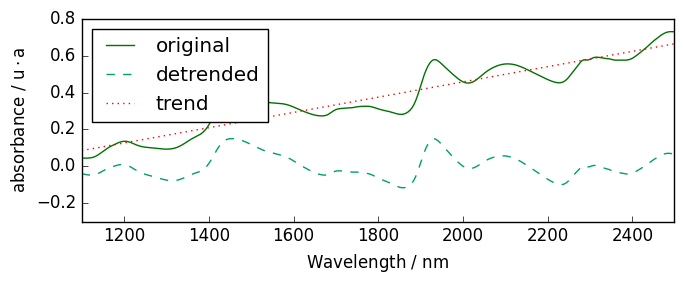 0.8
0.6
0.4
0.2
0.0
−0.2
absorbance / u · a
original
detrended
trend
1200 1400 1600 1800 2000 2200 2400
Wavelength / nm